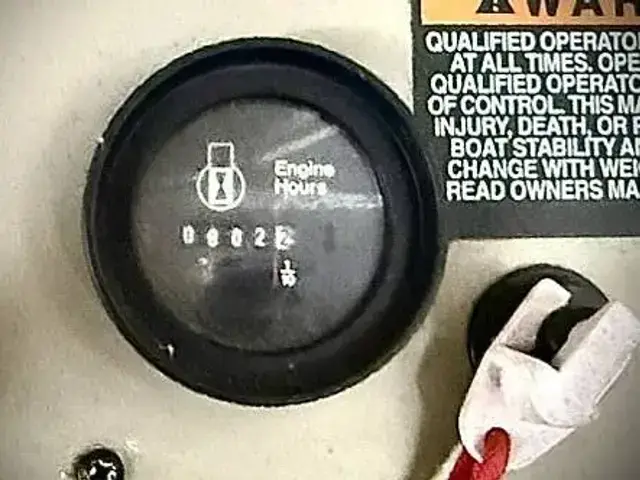 Engine
Hours
0002
1/10
WAR
QUALIFIED OPERATO
AT ALL TIMES. OPE
QUALIFIED OPERATO
OF CONTROL. THIS MA
INJURY, DEATH, OR
BOAT STABILITY A
CHANGE WITH WEI
READ OWNERS MA